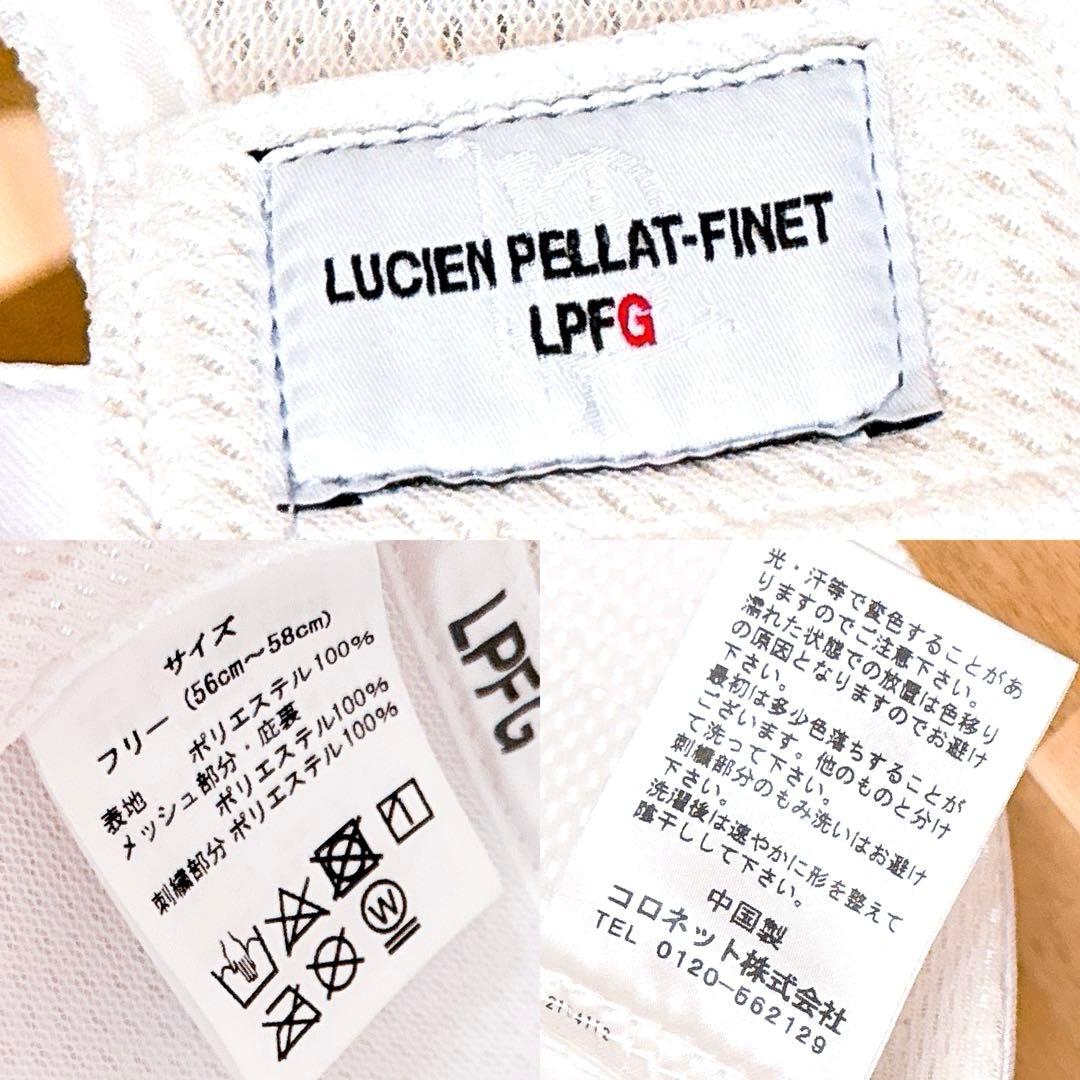 LUCIEN PELLAT-FINET
LPFG
サイズ
フリー (56cm～58cm)
表地 ポリエステル100%
メッシュ部分・庇裏
ポリエステル100%
刺繍部分 ポリエステル100%
W
LPFG
光・汗等で変色することがあ
りますのでご注意下さい。
濡れた状態での放置は色移り
の原因となりますのでお避け
下さい。
最初は多少色落ちすることが
ございます。他のものと分け
て洗って下さい。
刺繍部分のもみ洗いはお避け
下さい。
洗濯後は速やかに形を整えて
陰干しして下さい。
中国製
コロネット株式会社
TEL 0120-562129